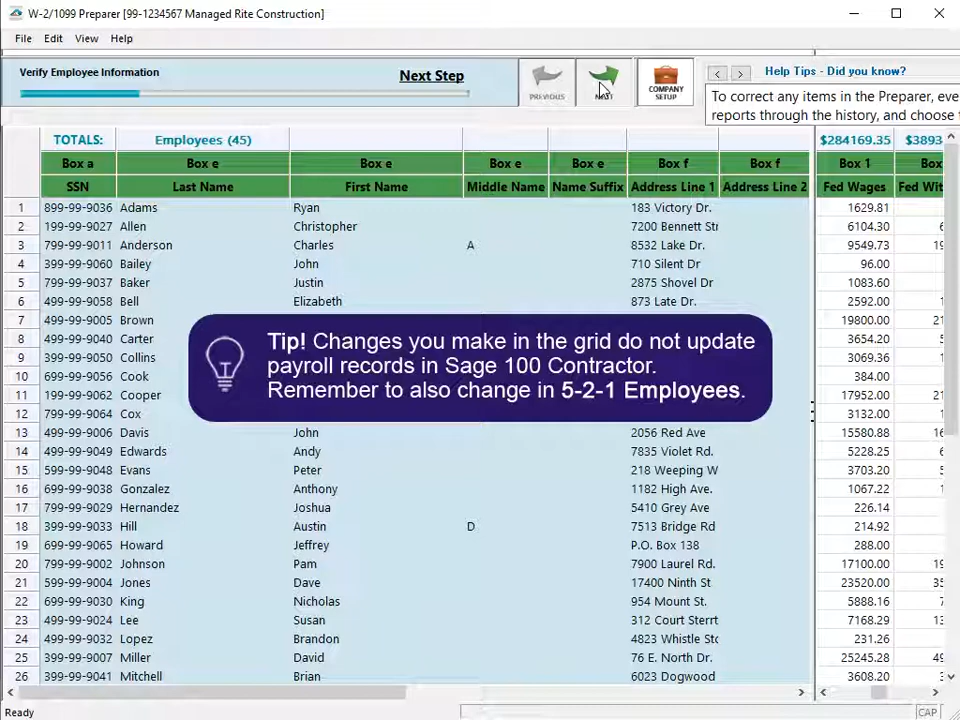 W-2/1099 Preparer [99-1234567 Managed Rite Construction]
File Edit View Help
Verify Employee Information
Next Step
PREVIOUS
NEXT
COMPANY SETUP
Help Tips - Did you know?
To correct any items in the Preparer, eve
reports through the history, and choose t
TOTALS: Employees (45) $284169.35 $3893
Box a Box e Box e Box e Box e Box f Box f Box 1 Box
SSN Last Name First Name Middle Name Name Suffix Address Line 1 Address Line 2 Fed Wages Fed Wit
1 899-99-9036 Adams Ryan 183 Victory Dr. 1629.81
2 199-99-9027 Allen Christopher 7200 Bennett Str 6104.30 6
3 799-99-9011 Anderson Charles A 8532 Lake Dr. 9549.73 19
4 399-99-9060 Bailey John 710 Silent Dr 96.00
5 799-99-9037 Baker Justin 2875 Shovel Dr 1083.60
6 499-99-9058 Bell Elizabeth 873 Late Dr. 2592.00
7 499-99-9005 Brown 19800.00 21
8 499-99-9040 Carter 3654.20
9 399-99-9050 Collins 3069.36
10 699-99-9056 Cook 384.00
11 199-99-9062 Cooper 17952.00 21
12 799-99-9064 Cox 3132.00
Tip! Changes you make in the grid do not update
payroll records in Sage 100 Contractor.
Remember to also change in 5-2-1 Employees.
13 499-99-9006 Davis John 2056 Red Ave 15580.88 16
14 499-99-9049 Edwards Andy 7835 Violet Rd. 5228.25
15 599-99-9048 Evans Peter 218 Weeping W 3703.20
16 699-99-9038 Gonzalez Anthony 1182 High Ave. 1067.22
17 799-99-9029 Hernandez Joshua 5410 Grey Ave 226.14
18 399-99-9033 Hill Austin D 7513 Bridge Rd 214.92
19 699-99-9065 Howard Jeffrey P.O. Box 138 288.00
20 799-99-9002 Johnson Pam 7900 Laurel Rd. 17100.00 19
21 599-99-9004 Jones Dave 17400 Ninth St 23520.00 35
22 699-99-9030 King Nicholas 954 Mount St. 5888.16 7
23 499-99-9024 Lee Susan 312 Court Sterrt 7168.29 13
24 499-99-9032 Lopez Brandon 4823 Whistle Stc 231.26
25 399-99-9007 Miller David 76 E. North Dr. 25245.28 49
26 399-99-9041 Mitchell Brian 6023 Dogwood 3608.20
Ready CAP